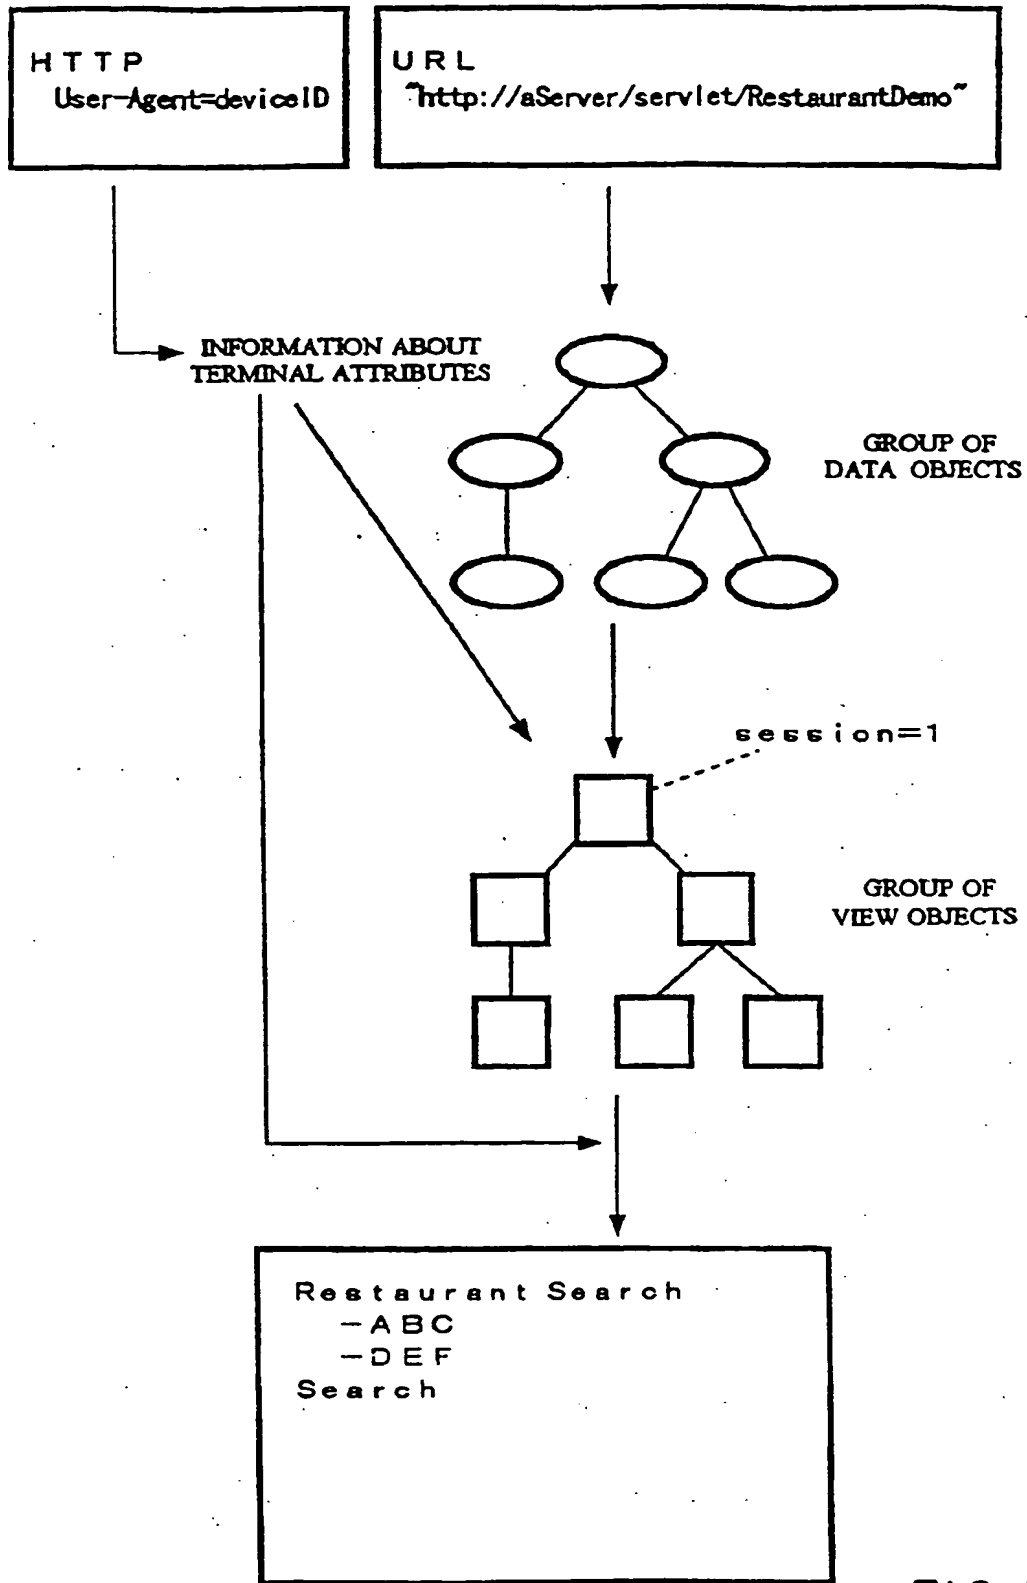 HTTP
User-Agent=deviceID
URL
"http://aServer/servlet/RestaurantDemo"
INFORMATION ABOUT
TERMINAL ATTRIBUTES
GROUP OF
DATA OBJECTS
session=1
GROUP OF
VIEW OBJECTS
Restaurant Search
-ABC
-DEF
Search